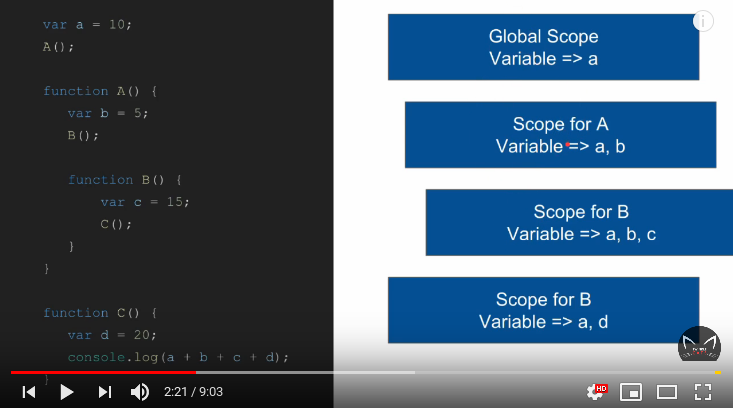 var a = 10;
A();
function A() {
var b = 5;
B();
function B() {
var c = 15;
C();
}
}
function C() {
var d = 20;
console.log(a + b + c + d);
}
Global Scope
Variable => a
Scope for A
Variable => a, b
Scope for B
Variable => a, b, c
Scope for B
Variable => a, d
i
2:21 / 9:03
HD